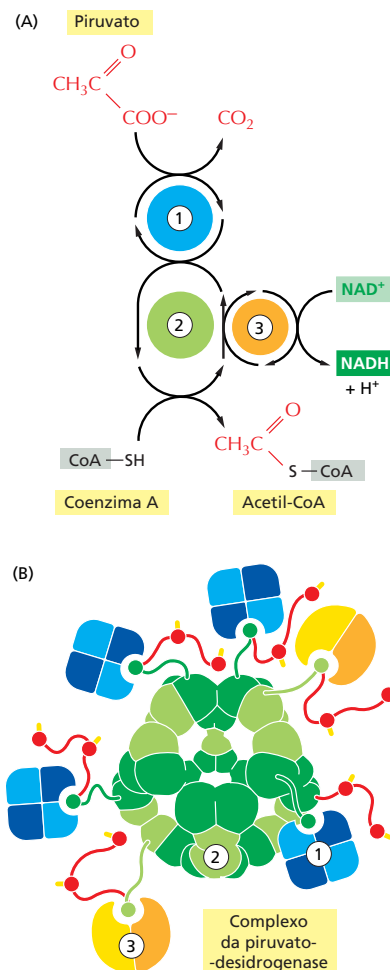 (A)
Piruvato
O
CH₃C
COO⁻
CO₂
1
2
3
NAD⁺
NADH
+ H⁺
O
CH₃C
CoA—SH
S—CoA
Coenzima A
Acetil-CoA
(B)
1
2
3
Complexo
da piruvato-
-desidrogenase